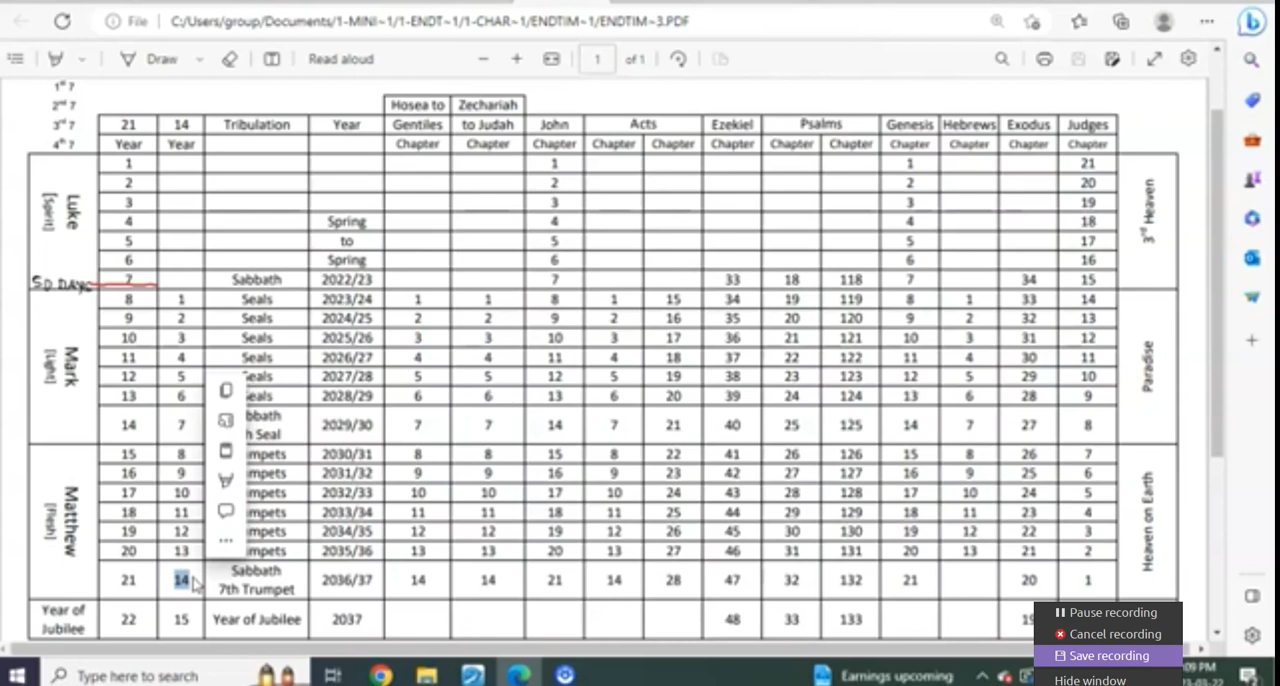 File C:/Users/group/Documents/1-MINI~1/1-ENDT~1/1-CHAR~1/ENDTIM~1/ENDTIM~3.PDF
Draw Read aloud 1 of 1
1st 7
2nd 7 Hosea to Zechariah
3rd 7 21 14 Tribulation Year Gentiles to Judah John Acts Ezekiel Psalms Genesis Hebrews Exodus Judges
4th 7 Year Year Chapter Chapter Chapter Chapter Chapter Chapter Chapter Chapter Chapter Chapter Chapter Chapter
Luke
[Spirit]
1 1 1 21
2 2 2 20
3 3 3 19
4 Spring 4 4 18
5 to 5 5 17
6 Spring 6 6 16
50 DAYS 7 Sabbath 2022/23 7 33 18 118 7 34 15
3rd Heaven
Mark
[Light]
8 1 Seals 2023/24 1 1 8 1 15 34 19 119 8 1 33 14
9 2 Seals 2024/25 2 2 9 2 16 35 20 120 9 2 32 13
10 3 Seals 2025/26 3 3 10 3 17 36 21 121 10 3 31 12
11 4 Seals 2026/27 4 4 11 4 18 37 22 122 11 4 30 11
12 5 eals 2027/28 5 5 12 5 19 38 23 123 12 5 29 10
13 6 eals 2028/29 6 6 13 6 20 39 24 124 13 6 28 9
14 7 bbath h Seal 2029/30 7 7 14 7 21 40 25 125 14 7 27 8
Paradise
Matthew
[Flesh]
15 8 mpets 2030/31 8 8 15 8 22 41 26 126 15 8 26 7
16 9 mpets 2031/32 9 9 16 9 23 42 27 127 16 9 25 6
17 10 mpets 2032/33 10 10 17 10 24 43 28 128 17 10 24 5
18 11 mpets 2033/34 11 11 18 11 25 44 29 129 18 11 23 4
19 12 mpets 2034/35 12 12 19 12 26 45 30 130 19 12 22 3
20 13 mpets 2035/36 13 13 20 13 27 46 31 131 20 13 21 2
21 14 Sabbath 7th Trumpet 2036/37 14 14 21 14 28 47 32 132 21 20 1
Heaven on Earth
Year of Jubilee 22 15 Year of Jubilee 2037 48 33 133 19
Pause recording
Cancel recording
Save recording
Hide window
Type here to search Earnings upcoming